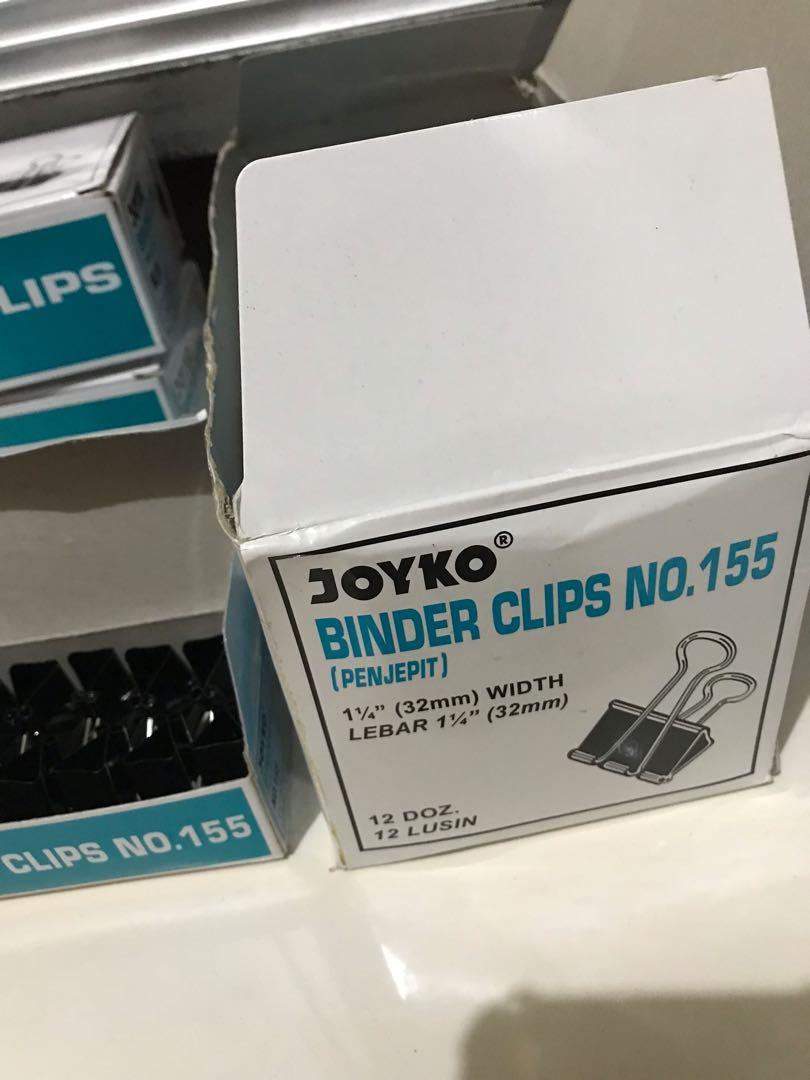 LIPS
JOYKO®
BINDER CLIPS NO.155
(PENJEPIT)
1¼” (32mm) WIDTH
LEBAR 1¼” (32mm)
12 DOZ.
12 LUSIN
JOYKO
CLIPS NO.155